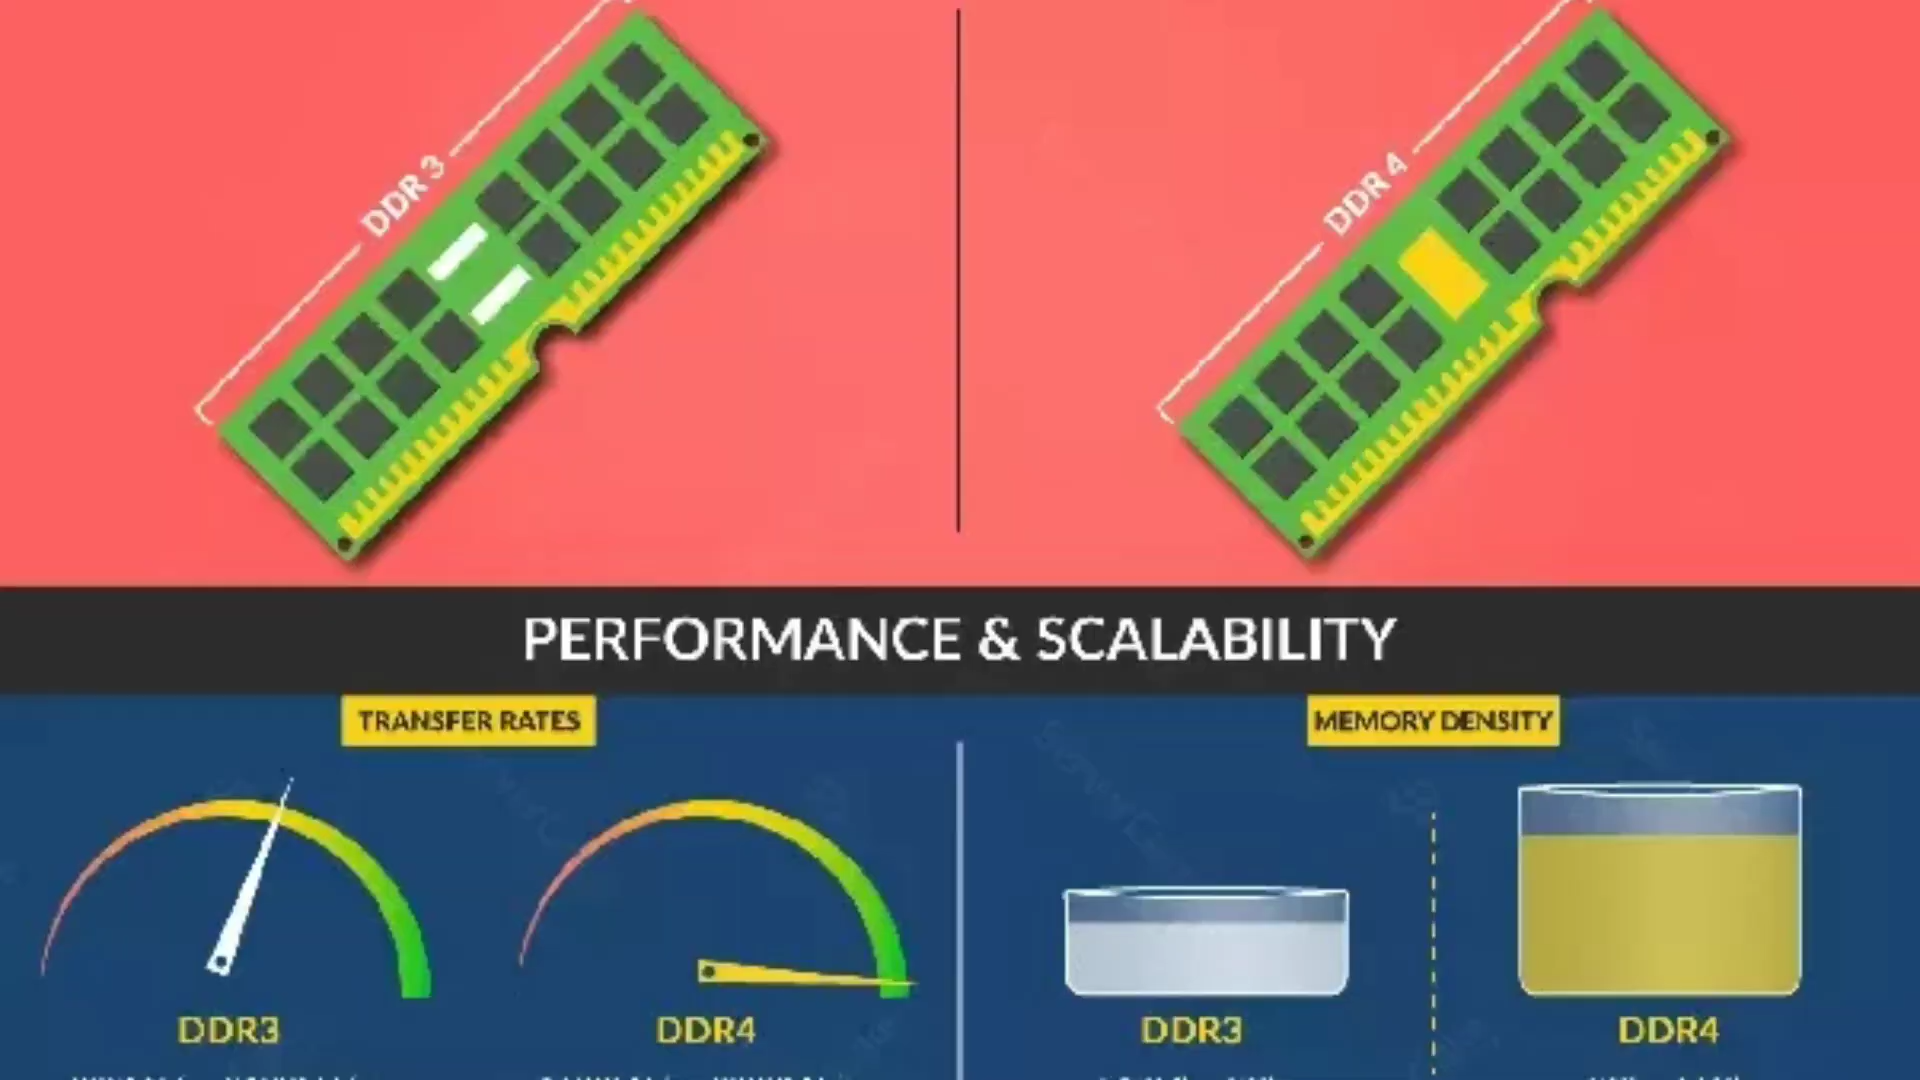 DDR 3
DDR 4
PERFORMANCE & SCALABILITY
TRANSFER RATES
MEMORY DENSITY
DDR3
DDR4
DDR3
DDR4